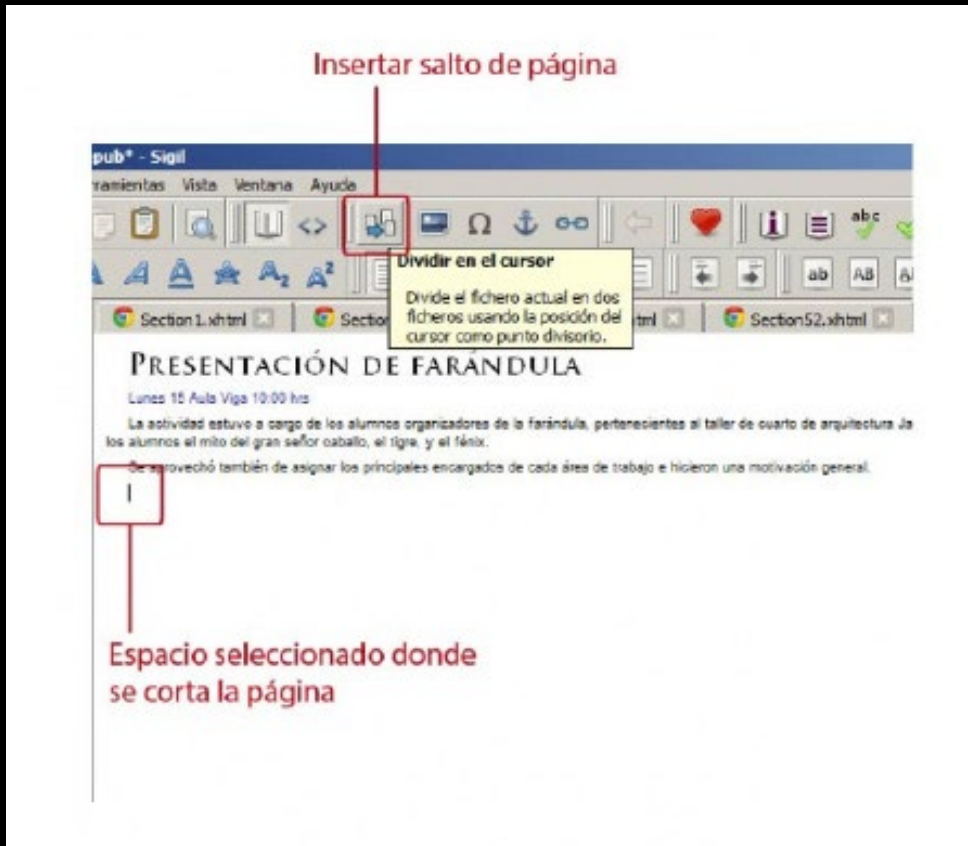 Insertar salto de página
pub* - Sigil
ramientas Vista Ventana Ayuda
abc
ab AB
Dividir en el cursor
Divide el fichero actual en dos
ficheros usando la posición del
cursor como punto divisorio.
Section1.xhtml Section tml Section52.xhtml
PRESENTACIÓN DE FARÁNDULA
Lunes 15 Aula Viga 10:00 hrs
La actividad estuvo a cargo de los alumnos organizadores de la farándula, pertenecientes al taller de cuarto de arquitectura Ja
los alumnos el mito del gran señor caballo, el tigre, y el fénix.
Se aprovechó también de asignar los principales encargados de cada área de trabajo e hicieron una motivación general.
Espacio seleccionado donde
se corta la página